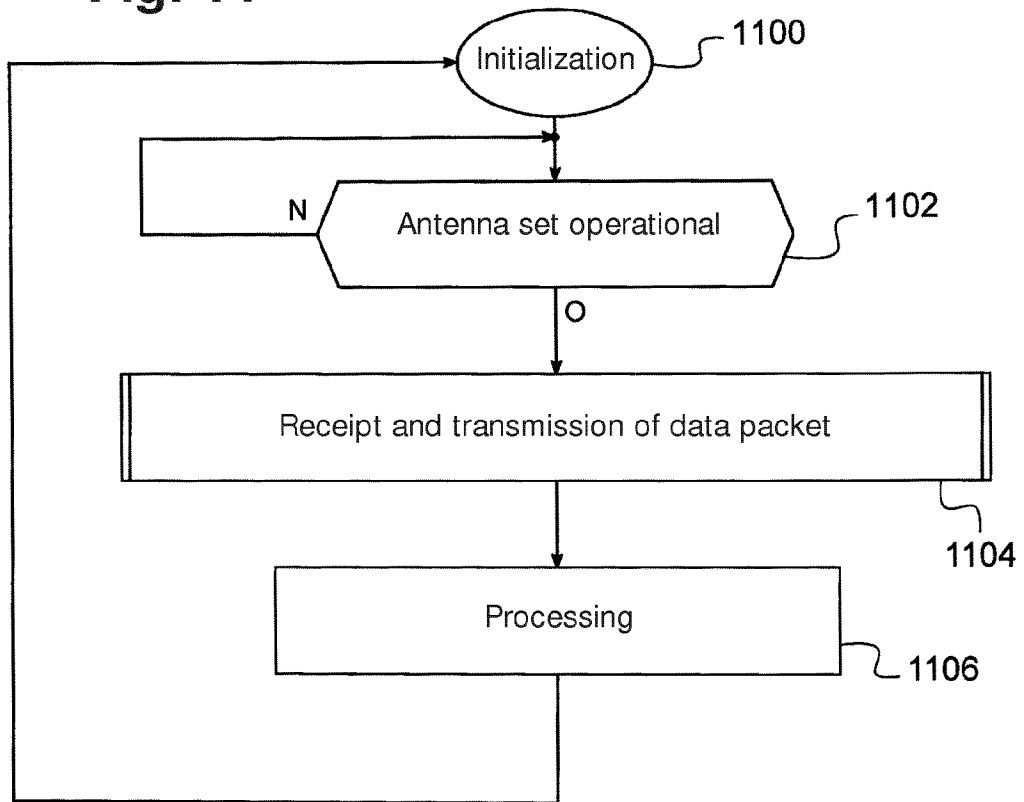 Initialization
1100
N
Antenna set operational
1102
O
Receipt and transmission of data packet
1104
Processing
1106